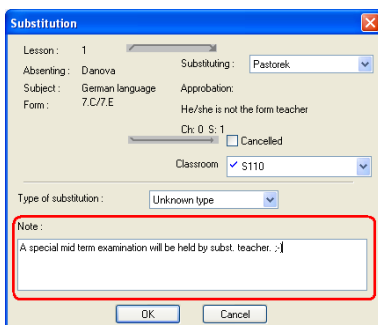 Substitution
Lesson : 1
Absenting : Danova
Subject : German language
Form : 7.C/7.E
Substituting : Pastorek
Approbation:
He/she is not the form teacher
Ch: 0 S: 1
Cancelled
Classroom S110
Type of substitution : Unknown type
Note :
A special mid term examination will be held by subst. teacher. ;-)
OK Cancel